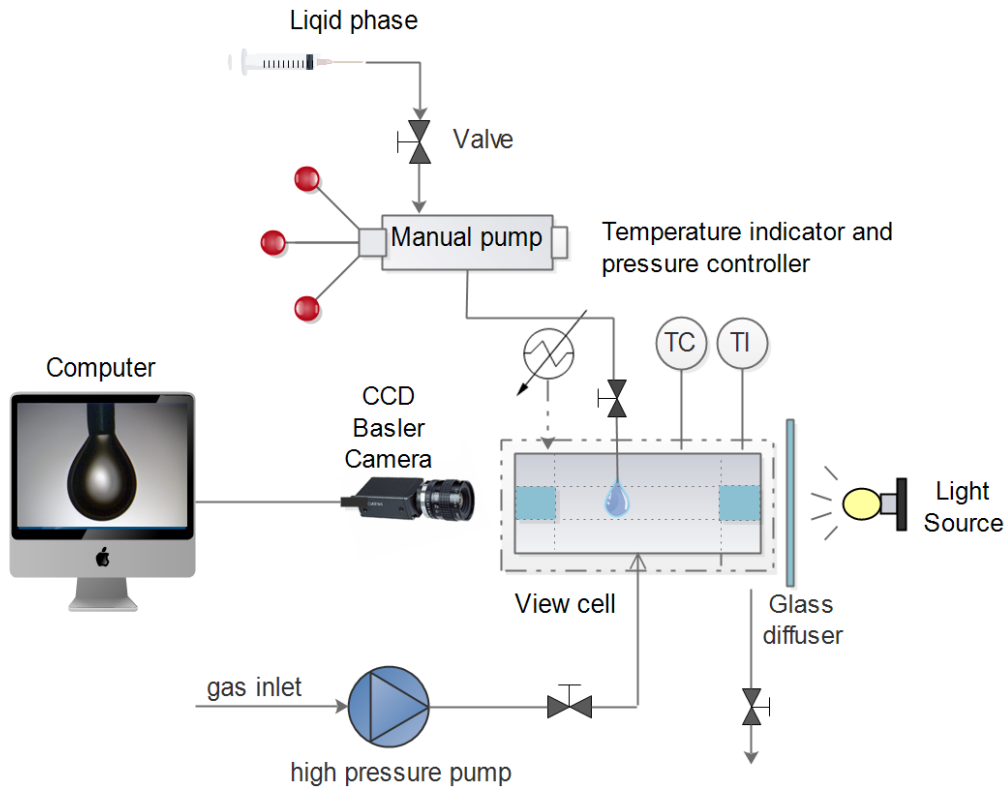 Liqid phase
Valve
Manual pump
Temperature indicator and
pressure controller
TC
TI
Computer
CCD
Basler
Camera
Light
Source
View cell
Glass
diffuser
gas inlet
high pressure pump